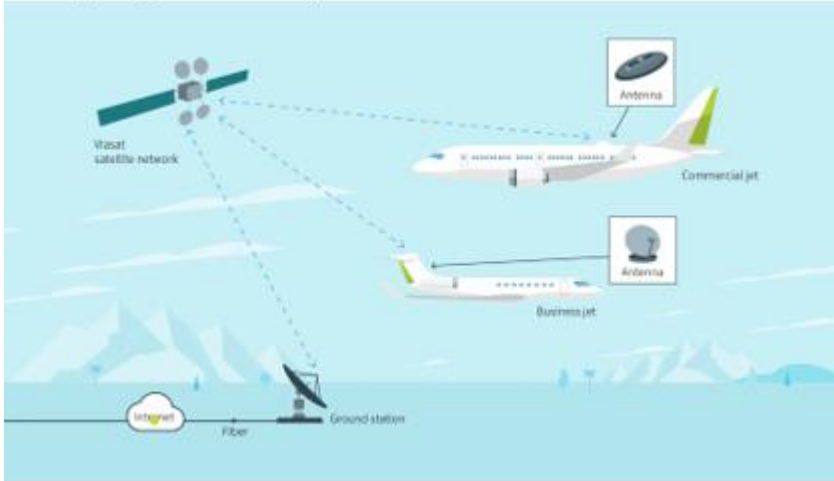 Viasat
satellite network
Antenna
Commercial jet
Antenna
Business jet
Internet
Fiber
Ground station